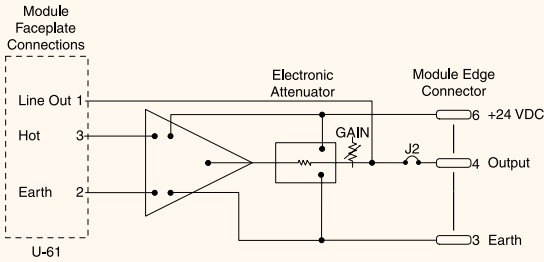 Module
Faceplate
Connections
Line Out 1
Hot 3
Earth 2
U-61
Electronic
Attenuator
GAIN
J2
Module Edge
Connector
6 +24 VDC
4 Output
3 Earth